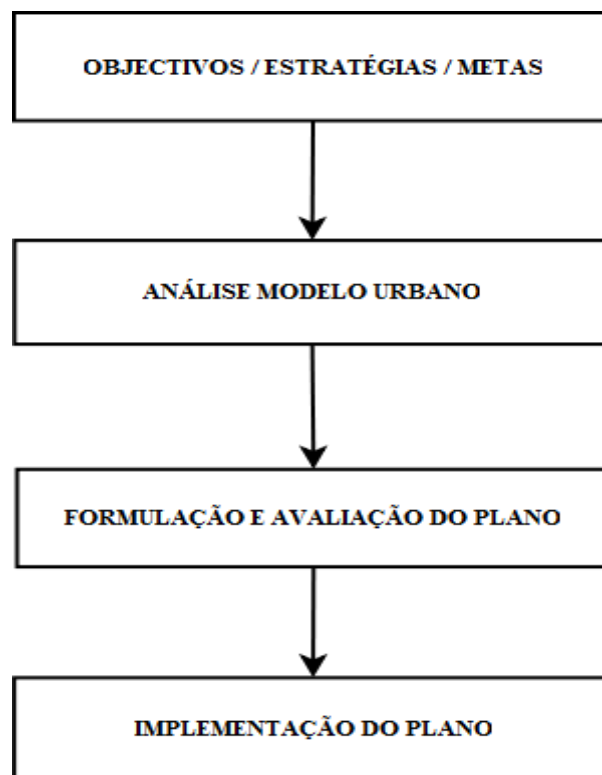 OBJECTIVOS / ESTRATÉGIAS / METAS
ANÁLISE MODELO URBANO
FORMULAÇÃO E AVALIAÇÃO DO PLANO
IMPLEMENTAÇÃO DO PLANO